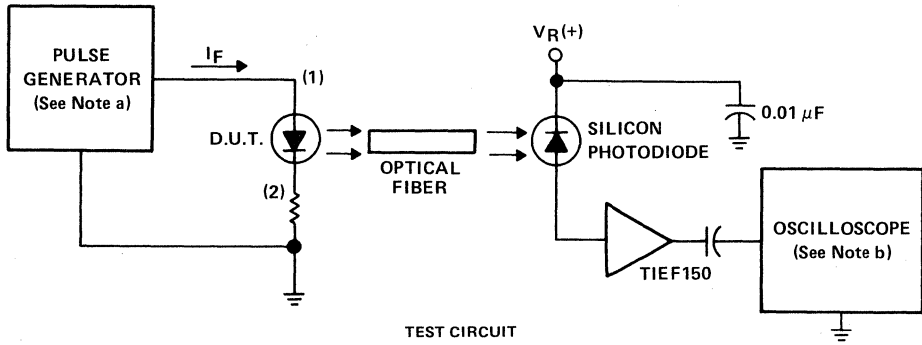 PULSE
GENERATOR
(See Note a)
IF
(1)
D.U.T.
(2)
OPTICAL
FIBER
VR(+)
0.01 μF
SILICON
PHOTODIODE
TIEF150
OSCILLOSCOPE
(See Note b)
TEST CIRCUIT